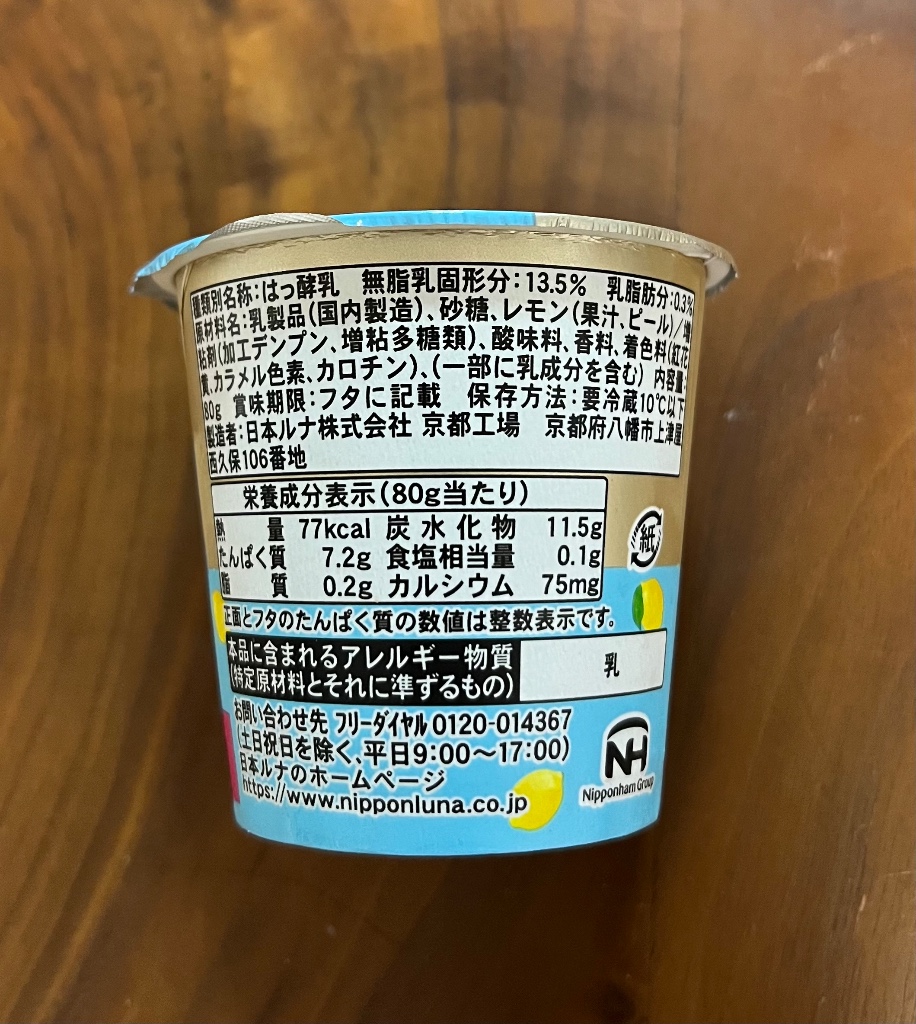 種類別名称:はっ酵乳 無脂乳固形分:13.5% 乳脂肪分:0.3%
原材料名:乳製品(国内製造)、砂糖、レモン(果汁、ピール)/増
粘剤(加工デンプン、増粘多糖類)、酸味料、香料、着色料(紅花
黄、カラメル色素、カロチン)、(一部に乳成分を含む) 内容量:
80g 賞味期限:フタに記載 保存方法:要冷蔵10℃以下
製造者:日本ルナ株式会社 京都工場 京都府八幡市上津屋
西久保106番地
栄養成分表示(80g当たり)
熱量 77kcal 炭水化物 11.5g
たんぱく質 7.2g 食塩相当量 0.1g
脂質 0.2g カルシウム 75mg
紙
正面とフタのたんぱく質の数値は整数表示です。
本品に含まれるアレルギー物質
(特定原材料とそれに準ずるもの)
乳
お問い合わせ先 フリーダイヤル0120-014367
(土日祝日を除く、平日9:00〜17:00)
日本ルナのホームページ
https://www.nipponluna.co.jp
NH
Nipponham Group